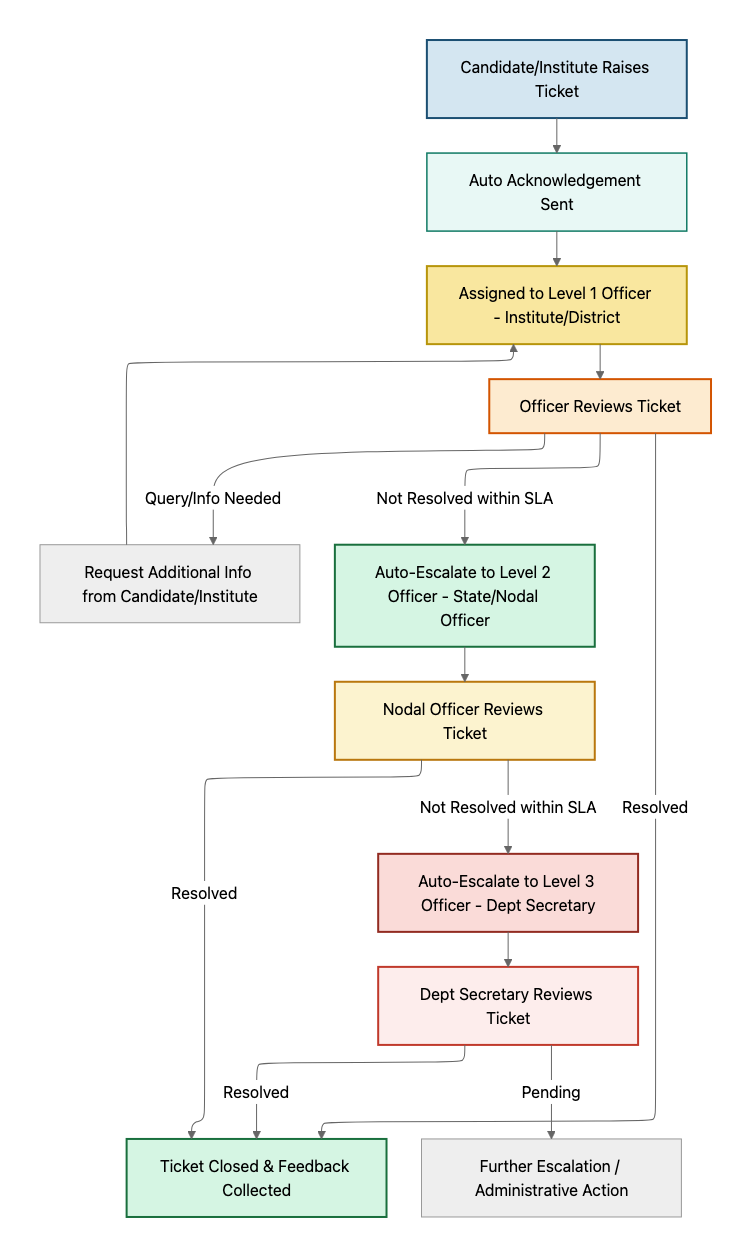 Candidate/Institute Raises
Ticket
Auto Acknowledgement
Sent
Assigned to Level 1 Officer
- Institute/District
Officer Reviews Ticket
Query/Info Needed
Not Resolved within SLA
Request Additional Info
from Candidate/Institute
Auto-Escalate to Level 2
Officer - State/Nodal
Officer
Nodal Officer Reviews
Ticket
Not Resolved within SLA
Resolved
Resolved
Auto-Escalate to Level 3
Officer - Dept Secretary
Dept Secretary Reviews
Ticket
Resolved
Pending
Ticket Closed & Feedback
Collected
Further Escalation /
Administrative Action